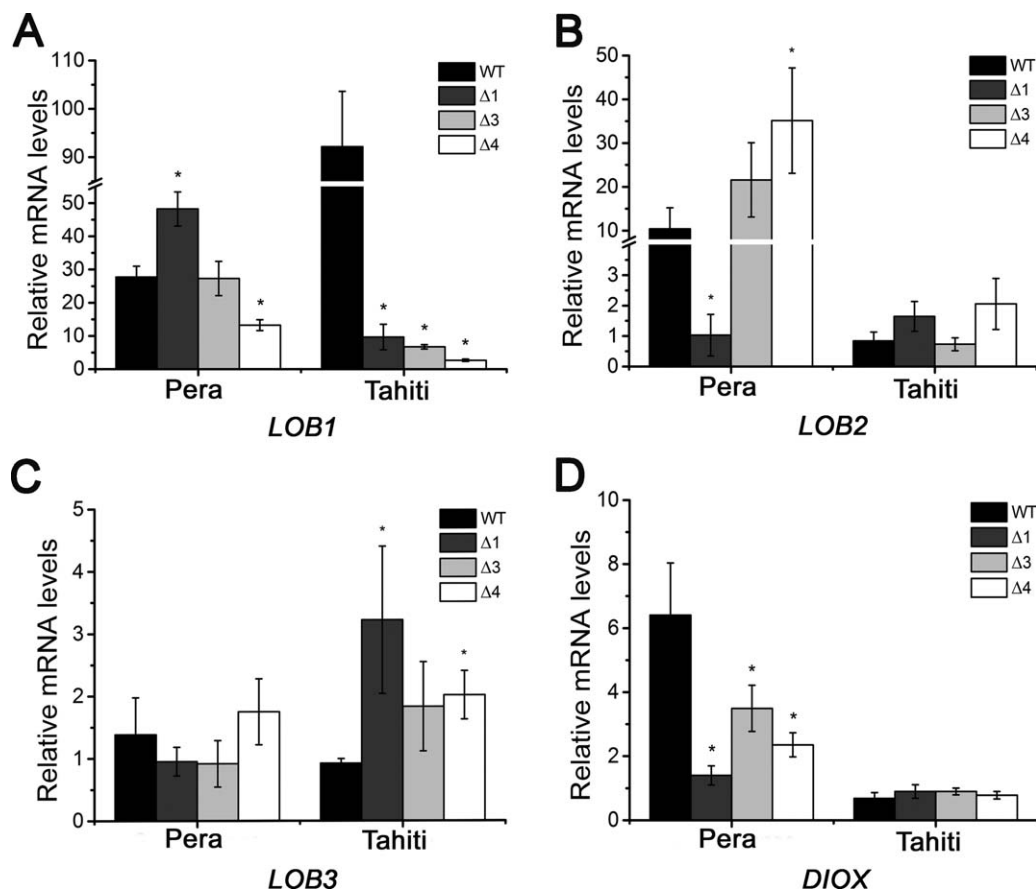 A
Relative mRNA levels
110
100
90
50
40
30
20
10
0
WT
Δ1
Δ3
Δ4
*
*
*
*
*
Pera
Tahiti
LOB1
B
Relative mRNA levels
50
40
30
20
10
3
2
1
0
WT
Δ1
Δ3
Δ4
*
*
Pera
Tahiti
LOB2
C
Relative mRNA levels
5
4
3
2
1
0
WT
Δ1
Δ3
Δ4
*
*
Pera
Tahiti
LOB3
D
Relative mRNA levels
10
8
6
4
2
0
WT
Δ1
Δ3
Δ4
*
*
*
Pera
Tahiti
DIOX